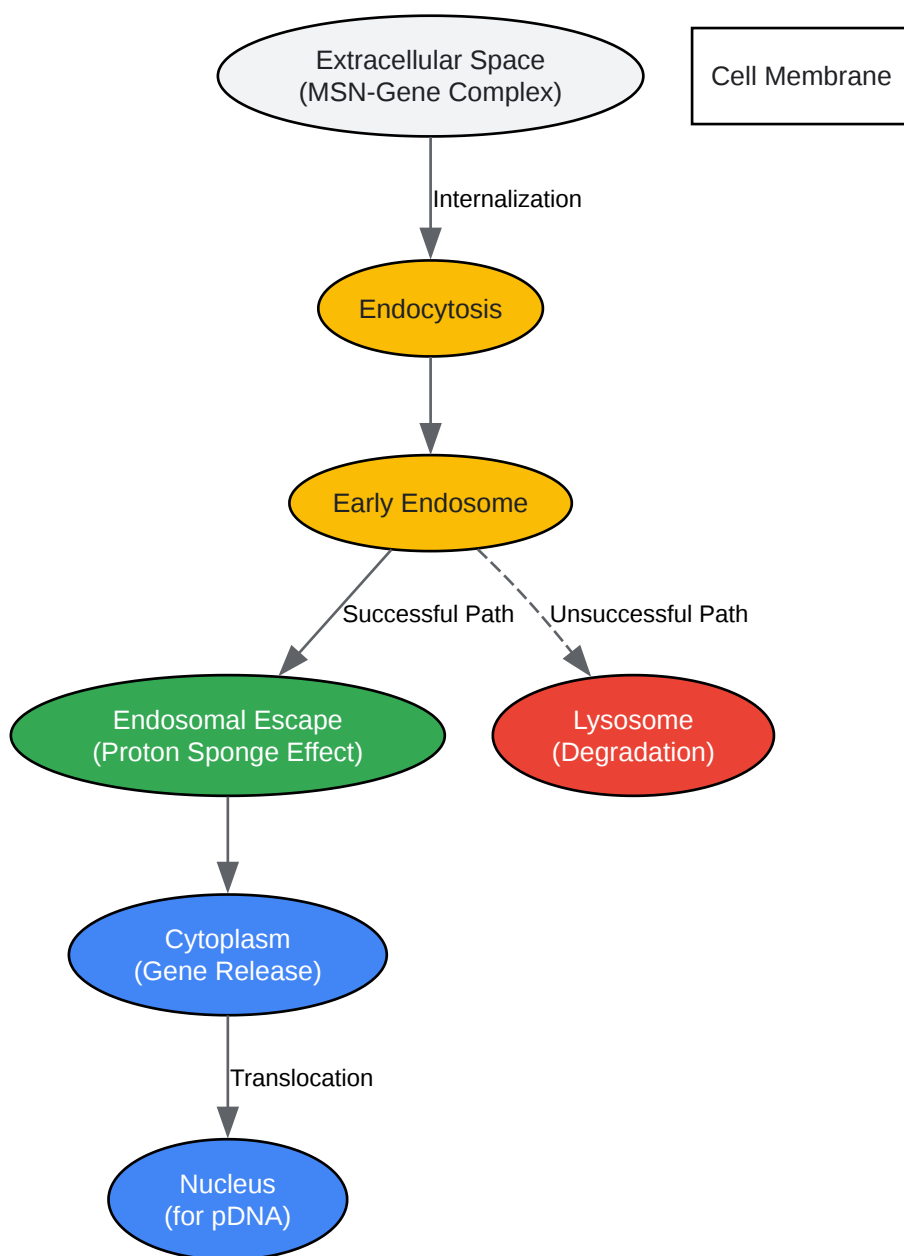 Extracellular Space
(MSN-Gene Complex)
Cell Membrane
Internalization
Endocytosis
Early Endosome
Successful Path
Unsuccessful Path
Endosomal Escape
(Proton Sponge Effect)
Lysosome
(Degradation)
Cytoplasm
(Gene Release)
Translocation
Nucleus
(for pDNA)